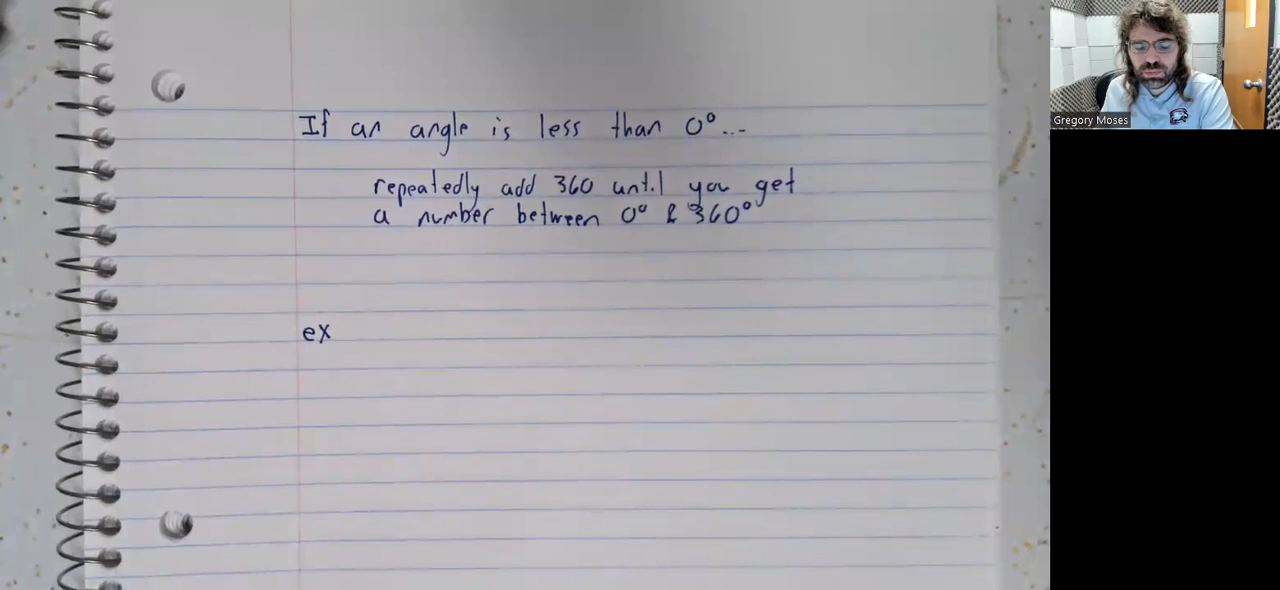 If an angle is less than 0°...
repeatedly add 360 until you get
a number between 0° & 360°
ex
Gregory Moses